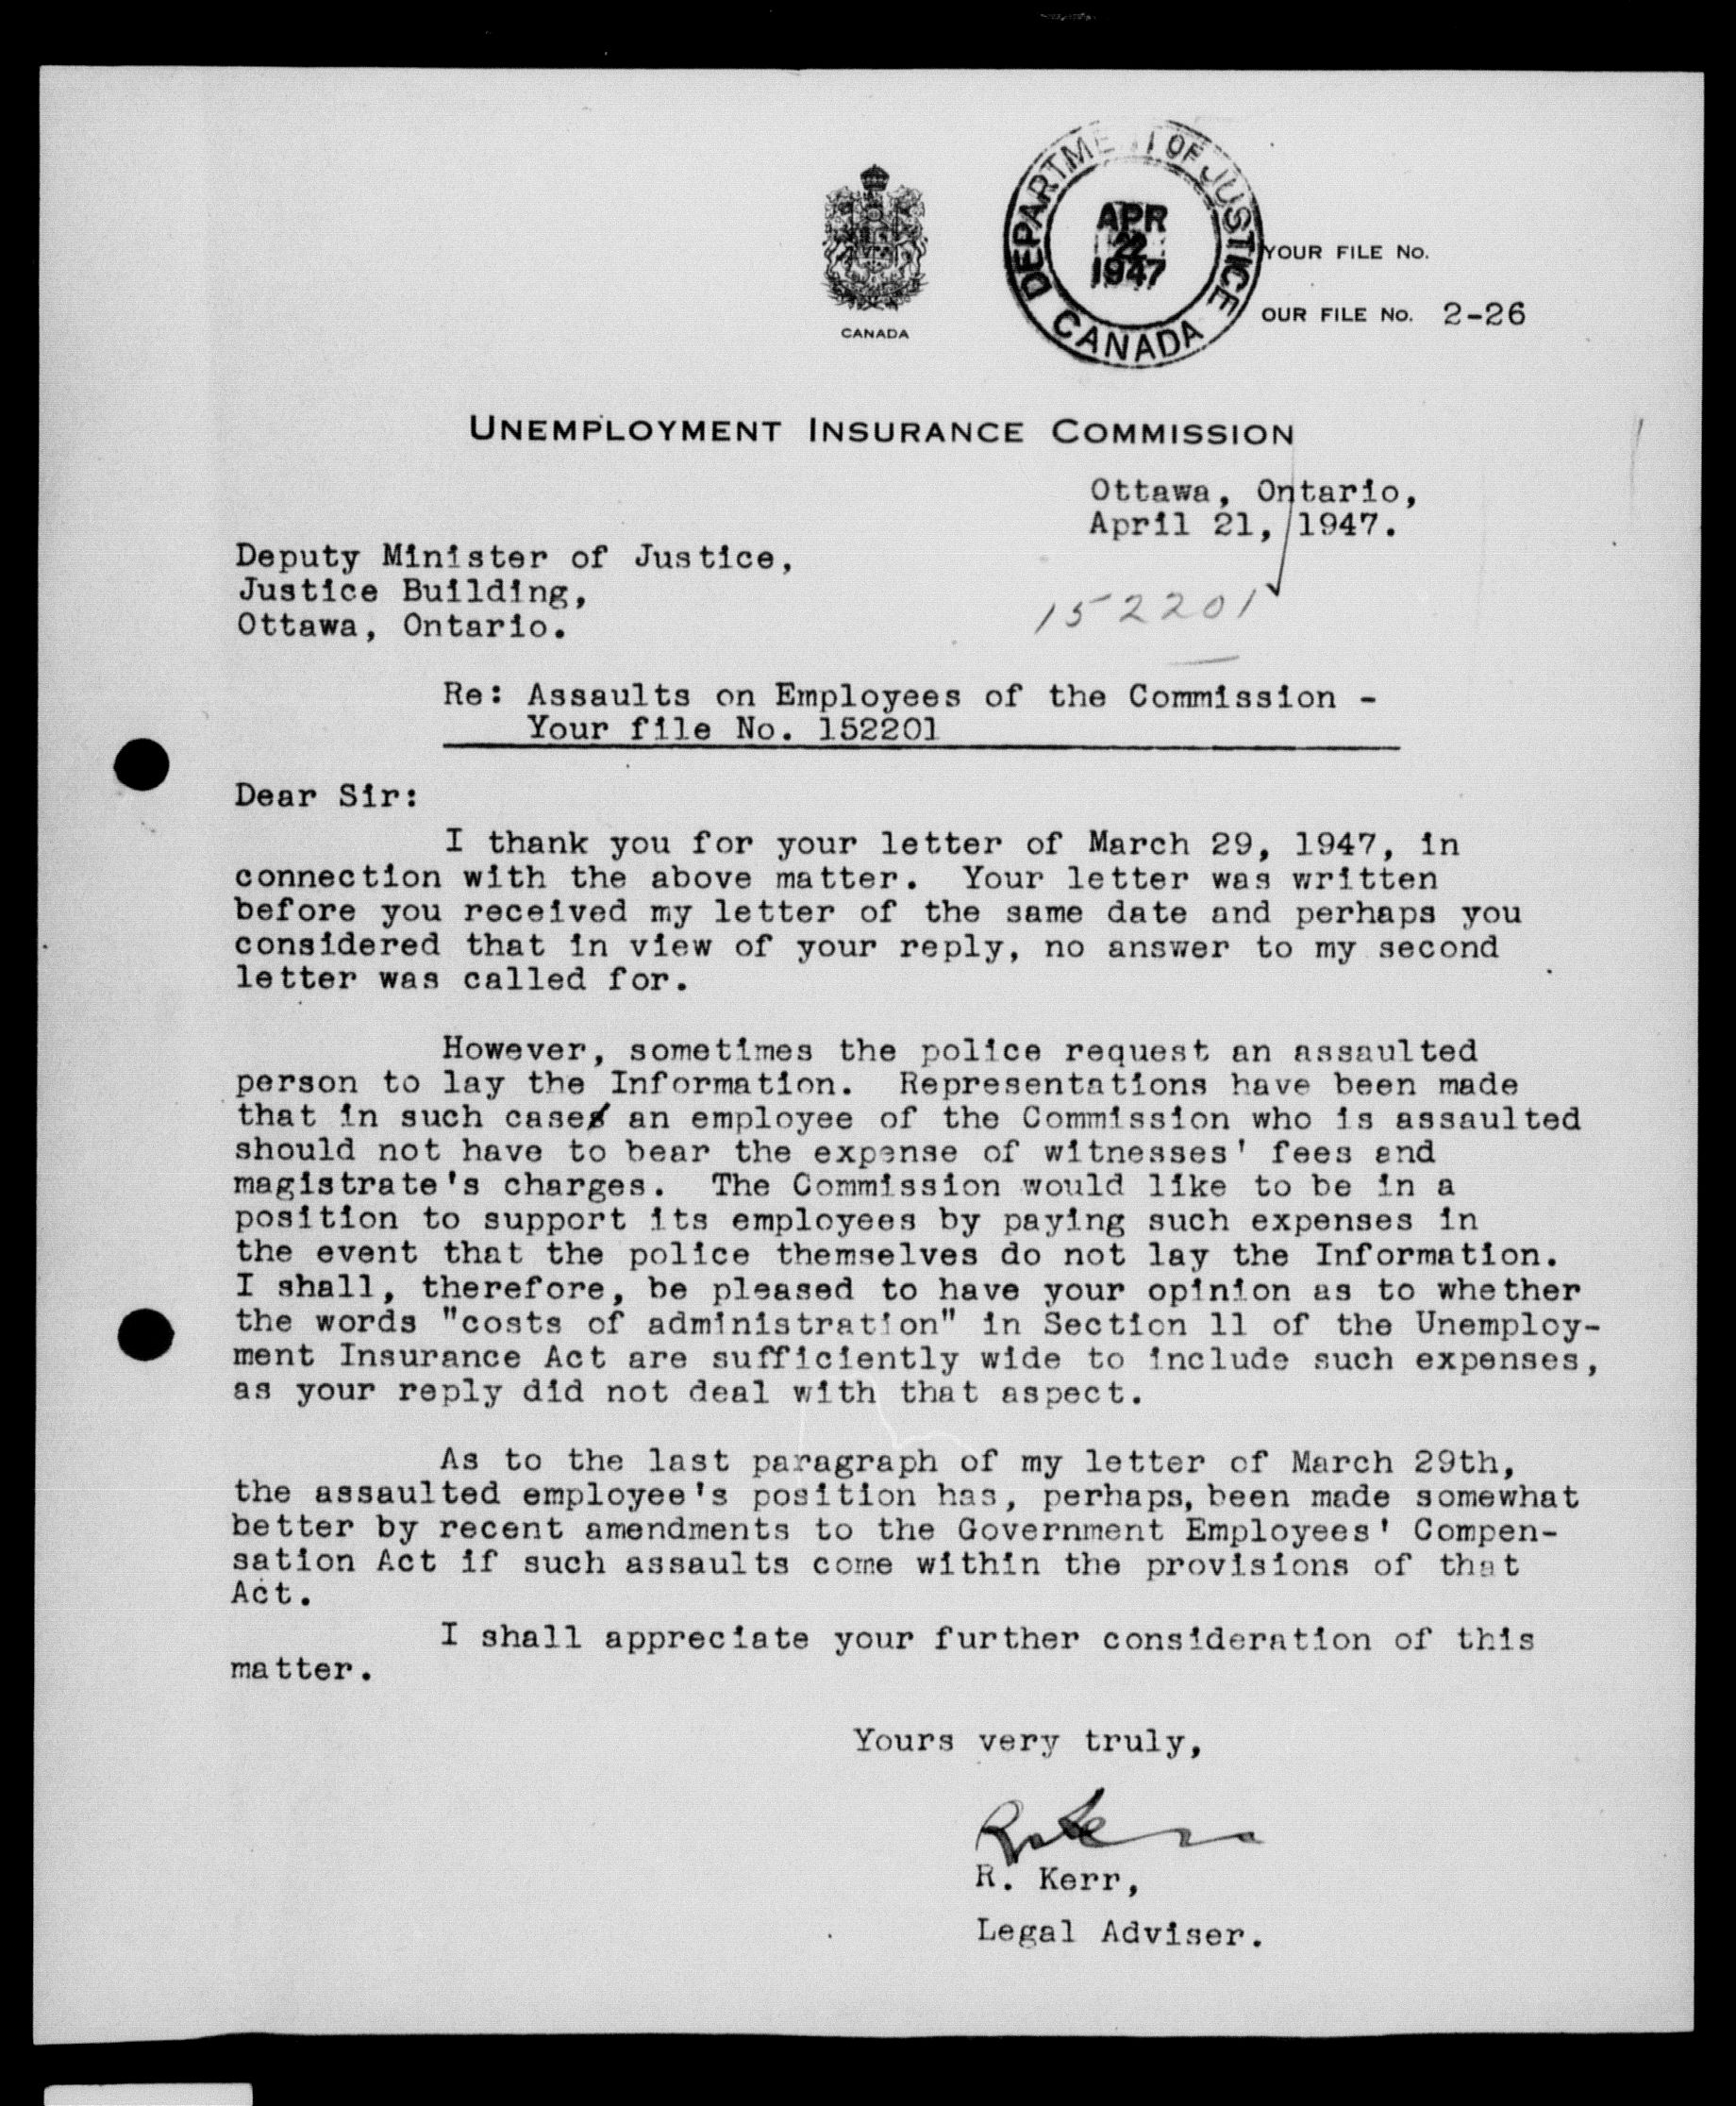 DEPARTMENT OF JUSTICE
CANADA
APR
22
1947
CANADA
YOUR FILE No.
OUR FILE No. 2-26
UNEMPLOYMENT INSURANCE COMMISSION
Ottawa, Ontario,
April 21, 1947.
Deputy Minister of Justice,
Justice Building,
Ottawa, Ontario.
152201
Re: Assaults on Employees of the Commission -
Your file No. 152201
Dear Sir:
I thank you for your letter of March 29, 1947, in
connection with the above matter. Your letter was written
before you received my letter of the same date and perhaps you
considered that in view of your reply, no answer to my second
letter was called for.
However, sometimes the police request an assaulted
person to lay the Information. Representations have been made
that in such cases an employee of the Commission who is assaulted
should not have to bear the expense of witnesses' fees and
magistrate's charges. The Commission would like to be in a
position to support its employees by paying such expenses in
the event that the police themselves do not lay the Information.
I shall, therefore, be pleased to have your opinion as to whether
the words "costs of administration" in Section 11 of the Unemploy-
ment Insurance Act are sufficiently wide to include such expenses,
as your reply did not deal with that aspect.
As to the last paragraph of my letter of March 29th,
the assaulted employee's position has, perhaps, been made somewhat
better by recent amendments to the Government Employees' Compen-
sation Act if such assaults come within the provisions of that
Act.
I shall appreciate your further consideration of this
matter.
Yours very truly,
R. Kerr,
Legal Adviser.